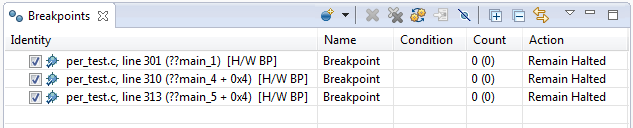 Breakpoints
Identity Name Condition Count Action
per_test.c, line 301 (??main_1) [H/W BP] Breakpoint 0 (0) Remain Halted
per_test.c, line 310 (??main_4 + 0x4) [H/W BP] Breakpoint 0 (0) Remain Halted
per_test.c, line 313 (??main_5 + 0x4) [H/W BP] Breakpoint 0 (0) Remain Halted